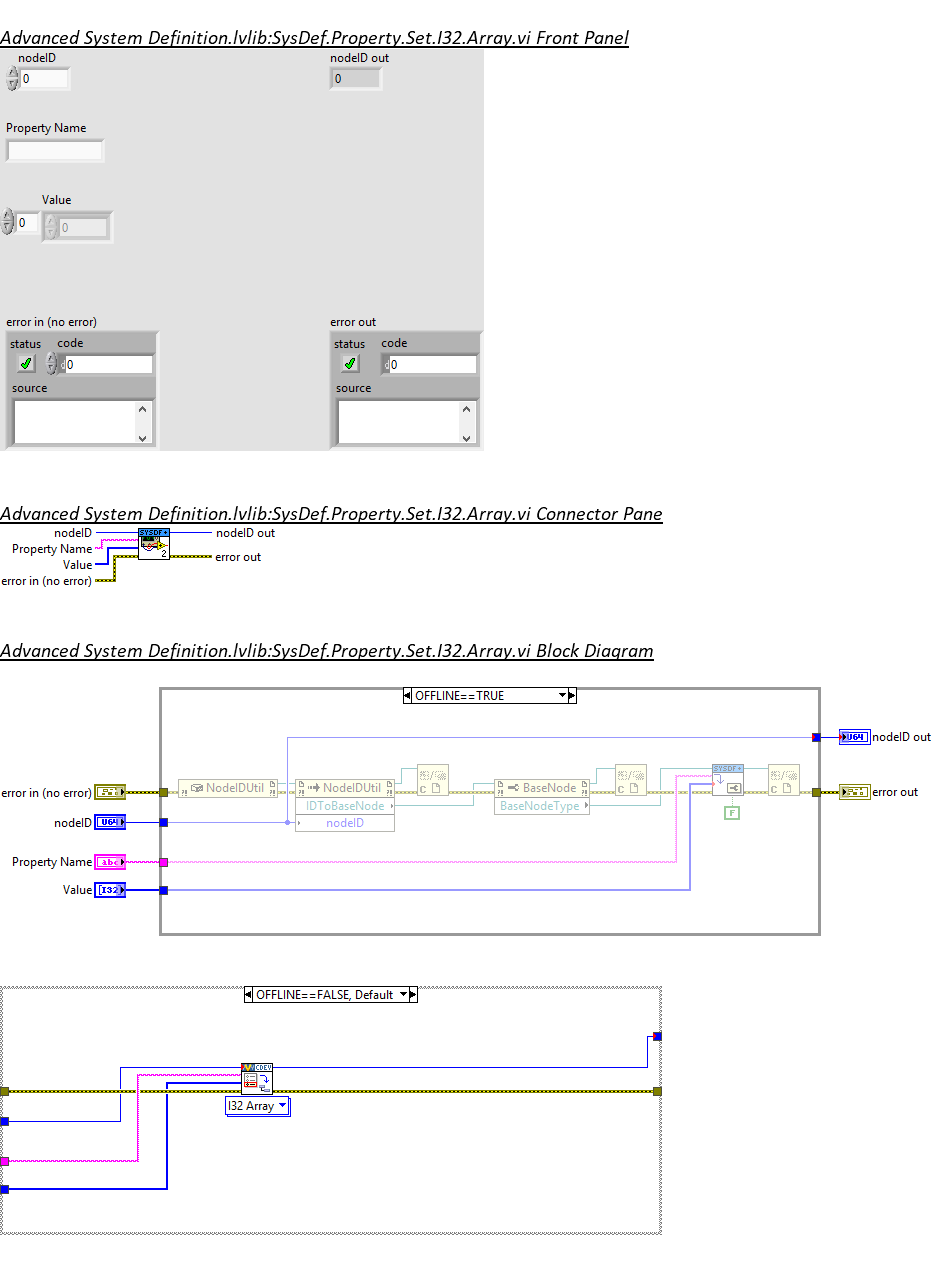 Advanced System Definition.lvlib:SysDef.Property.Set.I32.Array.vi Front Panel
nodeID
nodeID out
0
0
Property Name
Value
0
0
error in (no error)
error out
status
code
status
code
d0
d0
source
source
Advanced System Definition.lvlib:SysDef.Property.Set.I32.Array.vi Connector Pane
nodeID
SYSDF+
nodeID out
Property Name
2
Value
error out
error in (no error)
Advanced System Definition.lvlib:SysDef.Property.Set.I32.Array.vi Block Diagram
OFFLINE==TRUE
U64
nodeID out
error in (no error)
NodeIDUtil
NodeIDUtil
BaseNode
SYSDF+
error out
IDToBaseNode
BaseNodeType
C
C
C
F
nodeID
U64
nodeID
Property Name
abc
Value
[I32]
OFFLINE==FALSE, Default
CDEV
I32 Array